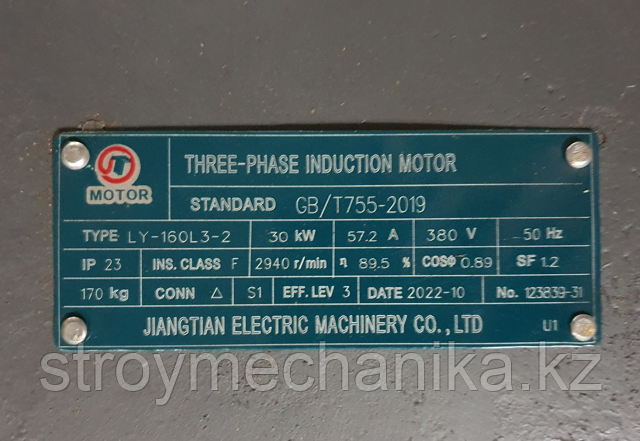 JT
MOTOR
THREE-PHASE INDUCTION MOTOR
STANDARD GB/T755-2019
TYPE LY-160L3-2 30 kW 57.2 A 380 V 50 Hz
IP 23 INS. CLASS F 2940 r/min η 89.5 % COSΦ 0.89 SF 1.2
170 kg CONN △ S1 EFF. LEV 3 DATE 2022-10 No. 123839-31
JIANGTIAN ELECTRIC MACHINERY CO., LTD U1
stroymechanika.kz